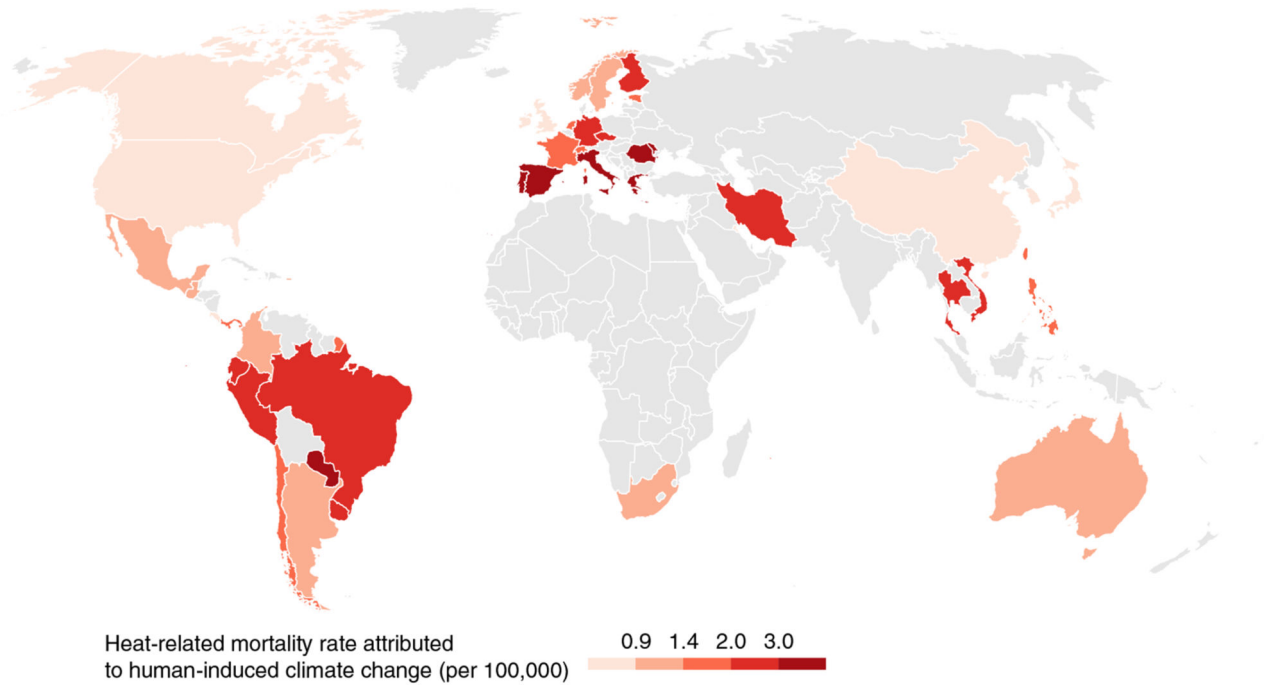 Heat-related mortality rate attributed
to human-induced climate change (per 100,000)
0.9 1.4 2.0 3.0